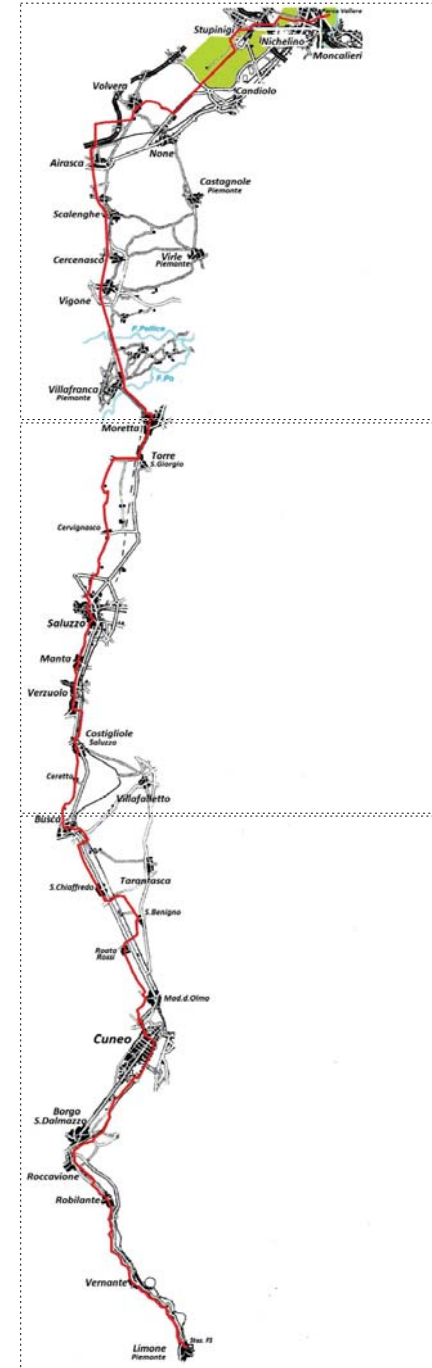 Parco Vallere
Stupinigi
Nichelino
Moncalieri
Volvera
Candiolo
None
Airasca
Castagnole
Piemonte
Scalenghe
Cercenasco
Virle
Piemonte
Vigone
F.Pellice
F.Po
Villafranca
Piemonte
Moretta
Torre
S.Giorgio
Cervignasco
Saluzzo
Manta
Verzuolo
Costigliole
Saluzzo
Ceretto
Villafalletto
Busca
Tarantasca
S.Chiaffredo
S.Benigno
Roata
Rossi
Mad.d.Olmo
Cuneo
Borgo
S.Dalmazzo
Roccavione
Robilante
Vernante
Staz. FS
Limone
Piemonte